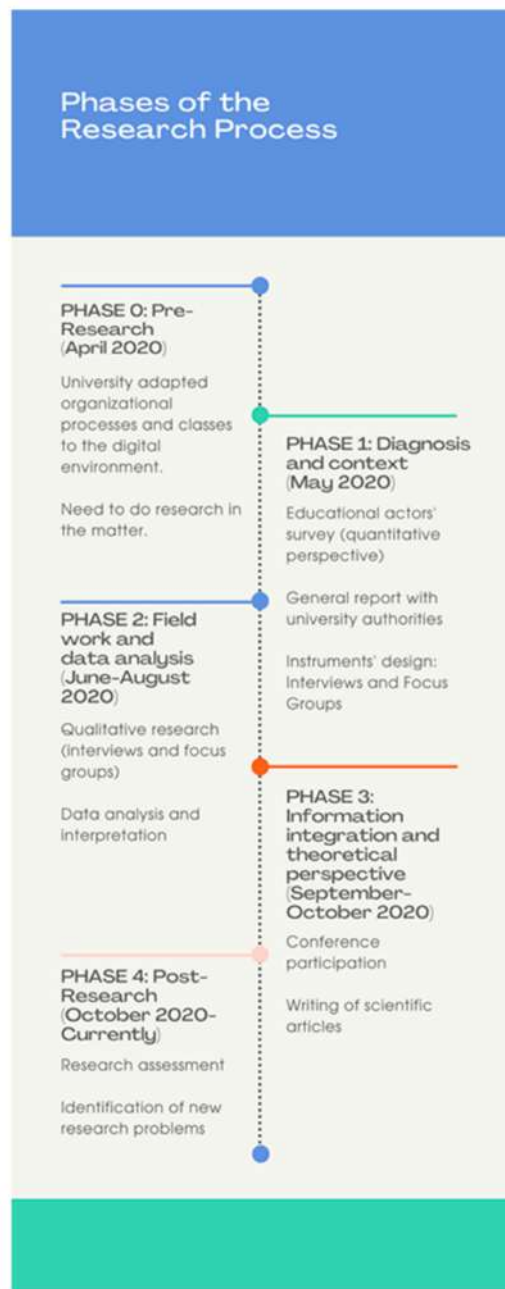 Phases of the
Research Process
PHASE 0: Pre-
Research
(April 2020)
University adapted
organizational
processes and classes
to the digital
environment.
Need to do research in
the matter.
PHASE 1: Diagnosis
and context
(May 2020)
Educational actors'
survey (quantitative
perspective)
General report with
university authorities
Instruments' design:
Interviews and Focus
Groups
PHASE 2: Field
work and
data analysis
(June-August
2020)
Qualitative research
(interviews and focus
groups)
Data analysis and
interpretation
PHASE 3:
Information
integration and
theoretical
perspective
(September-
October 2020)
Conference
participation
Writing of scientific
articles
PHASE 4: Post-
Research
(October 2020-
Currently)
Research assessment
Identification of new
research problems